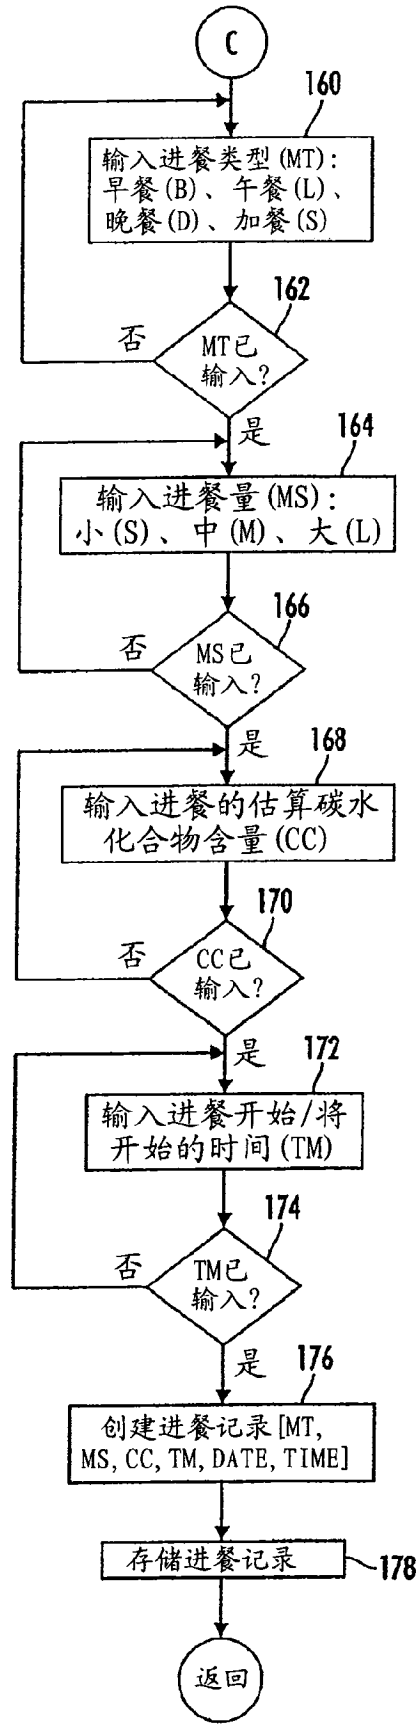 C
160
输入进餐类型(MT):
早餐(B)、午餐(L)、
晚餐(D)、加餐(S)
162
否
MT已
输入?
是
164
输入进餐量(MS):
小(S)、中(M)、大(L)
166
否
MS已
输入?
是
168
输入进餐的估算碳水
化合物含量(CC)
170
否
CC已
输入?
是
172
输入进餐开始/将
开始的时间(TM)
174
否
TM已
输入?
是
176
创建进餐记录[MT,
MS,CC,TM,DATE,TIME]
存储进餐记录
178
返回